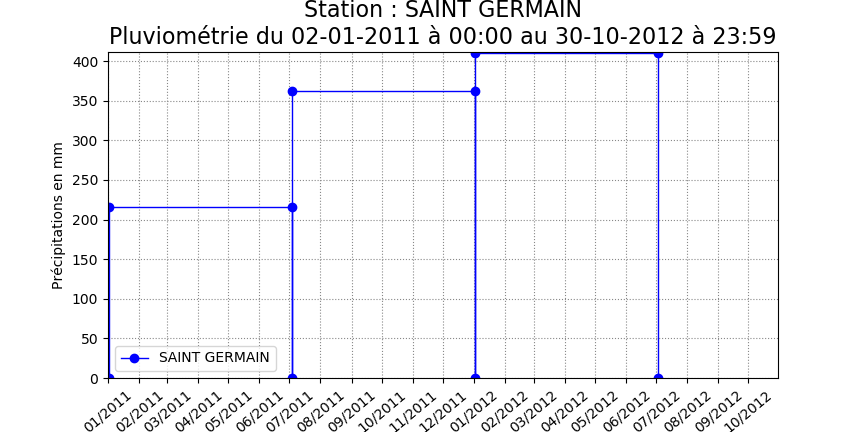 Station : SAINT GERMAIN
Pluviométrie du 02-01-2011 à 00:00 au 30-10-2012 à 23:59
400
350
300
250
200
150
100
50
0
Précipitations en mm
SAINT GERMAIN
01/2011 02/2011 03/2011 04/2011 05/2011 06/2011 07/2011 08/2011 09/2011 10/2011 11/2011 12/2011 01/2012 02/2012 03/2012 04/2012 05/2012 06/2012 07/2012 08/2012 09/2012 10/2012